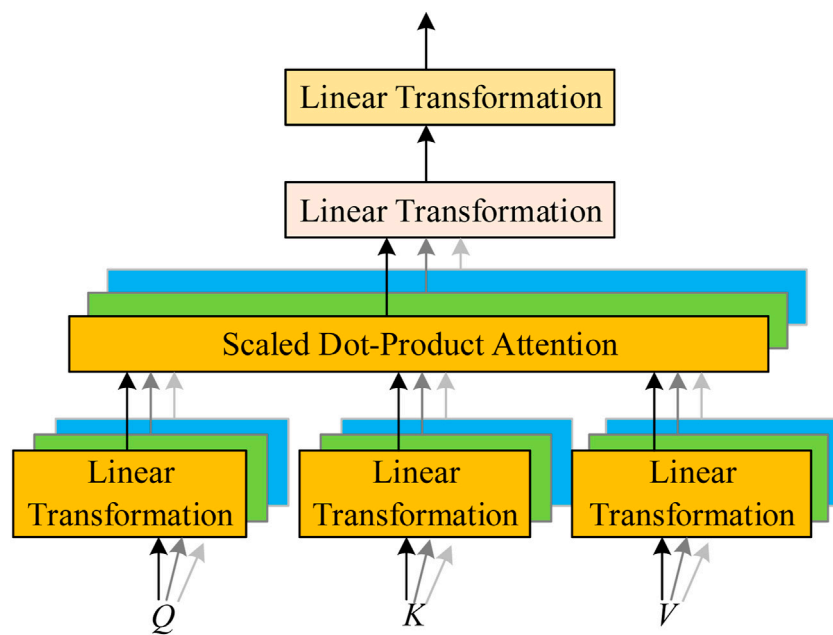 Linear Transformation
Linear Transformation
Scaled Dot-Product Attention
Linear
Transformation
Linear
Transformation
Linear
Transformation
Q
K
V